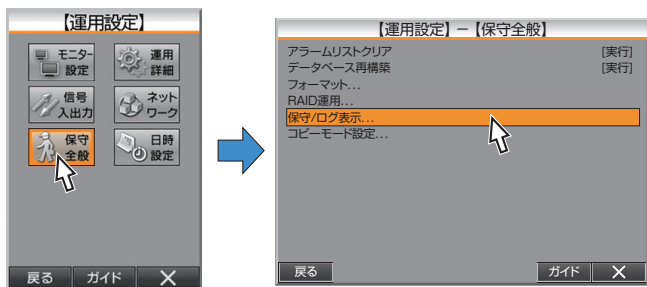 【運用設定】
モニター
設定
運用
詳細
信号
入出力
ネット
ワーク
保守
全般
日時
設定
戻る ガイド ×
【運用設定】－【保守全般】
アラームリストクリア [実行]
データベース再構築 [実行]
フォーマット...
RAID運用...
保守/ログ表示...
コピーモード設定...
戻る ガイド ×